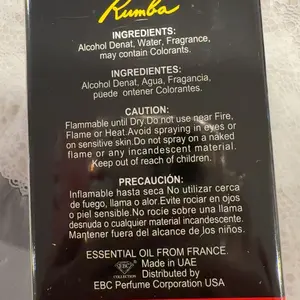 Rumba
INGREDIENTS:
Alcohol Denat, Water, Fragrance,
may contain Colorants.
INGREDIENTES:
Alcohol Denat, Agua, Fragancia,
püede ontener Colorantes.
CAUTION:
Flammable until Dry.Do not use near Fire,
Flame or Heat.Avoid spraying in eyes or
on sensitive skin.Do not spray on a naked
flame or any incandescent material.
Keep out of reach of children.
PRECAUCIÓN:
Inflamable hasta seca No utilizar cerca
de fuego, llama o alor.Evite rociar en ojos
o piel sensible.No rocie sobre una llama
desnuda o cualquier material incandescente.
Mantener fuera del alcance de los niños.
ESSENTIAL OIL FROM FRANCE.
Made in UAE
Distributed by
EBC Perfume Corporation USA
EBC
COLLECTION